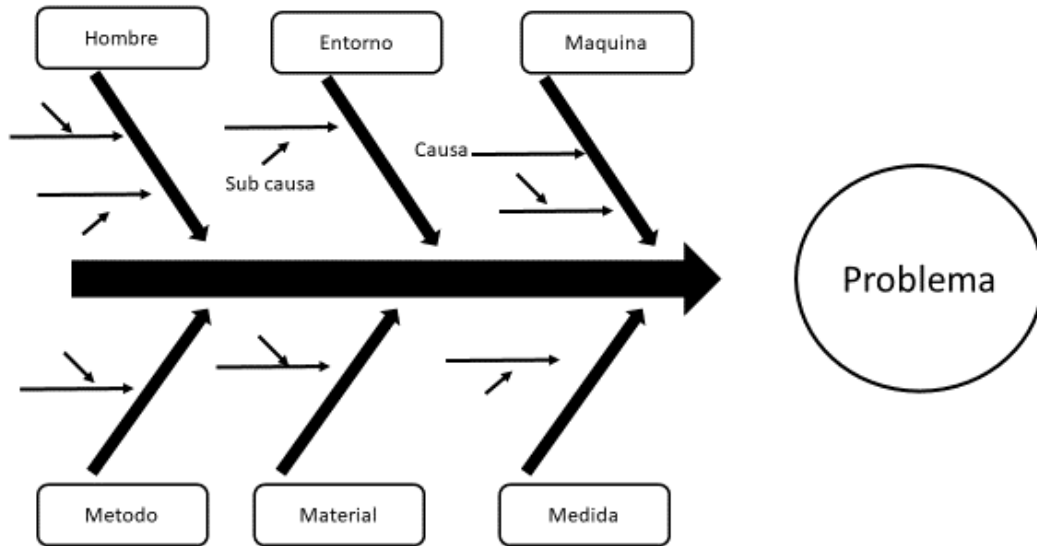 Hombre
Entorno
Maquina
Causa
Sub causa
Problema
Metodo
Material
Medida